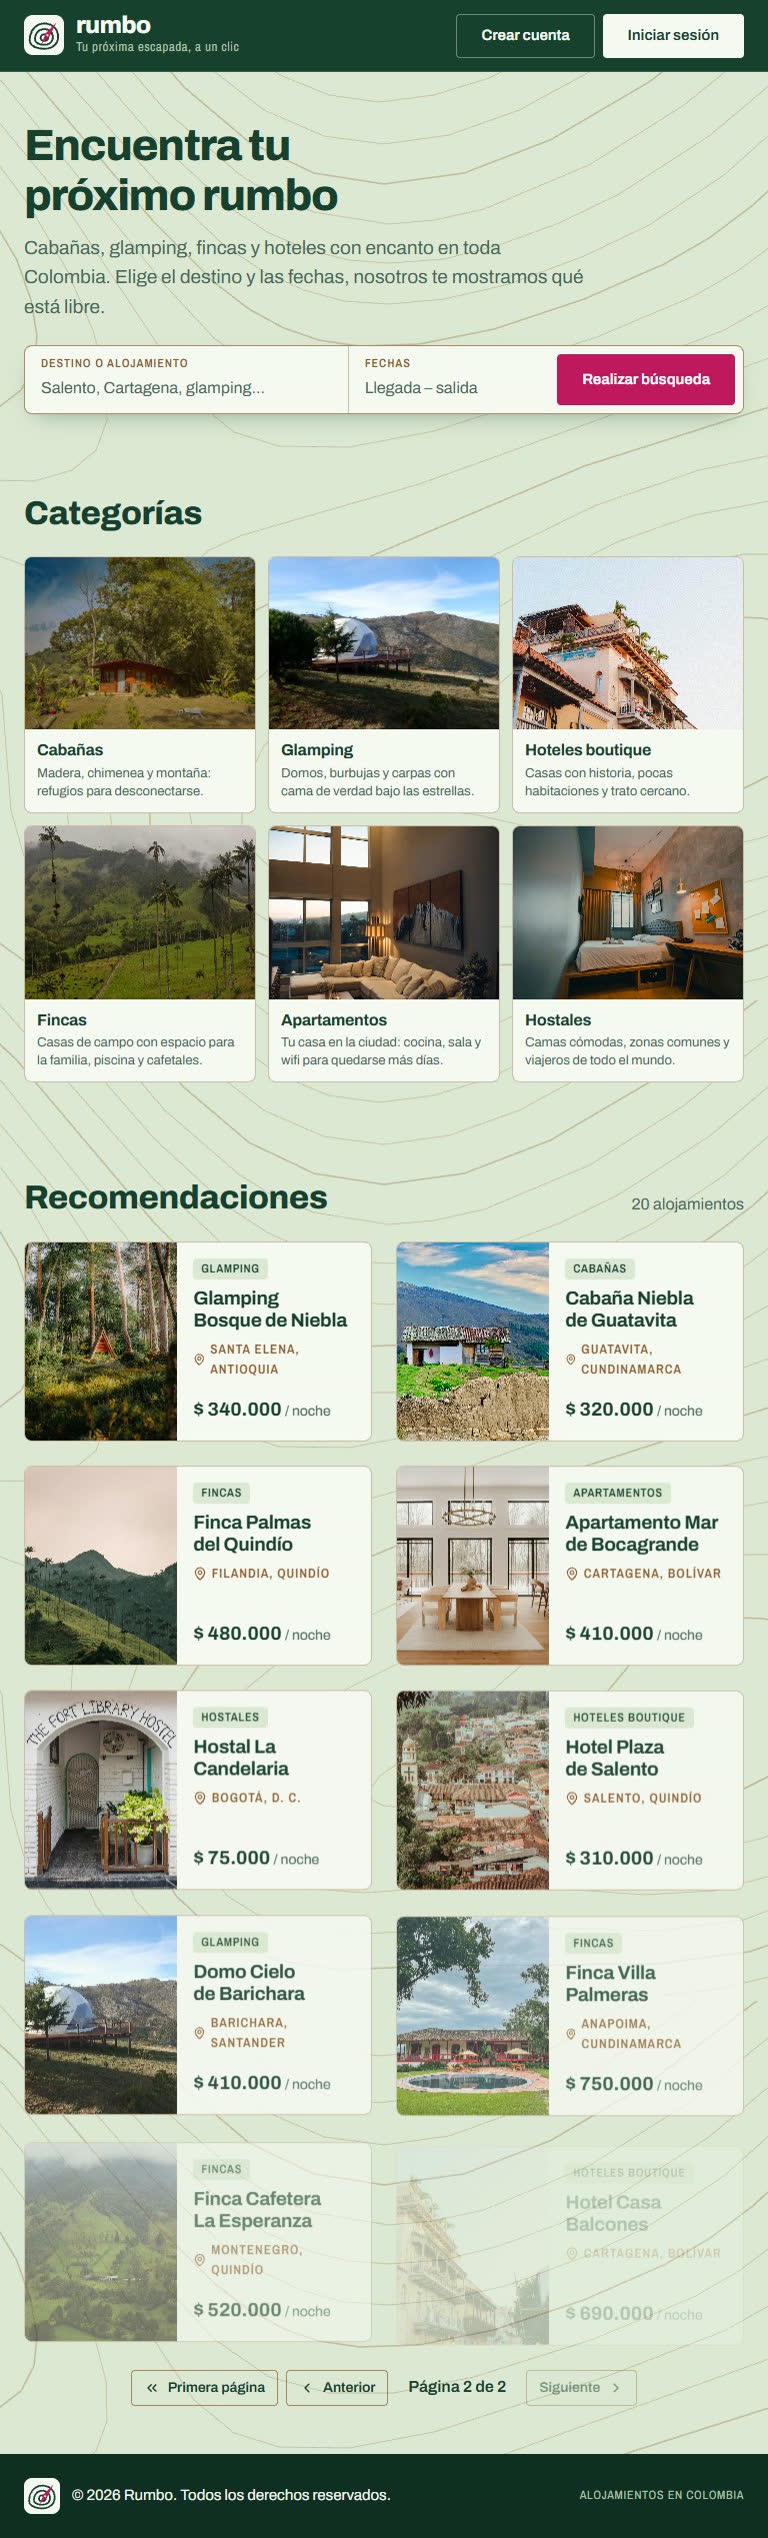 rumbo
Tu próxima escapada, a un clic
Crear cuenta
Iniciar sesión
Encuentra tu
próximo rumbo
Cabañas, glamping, fincas y hoteles con encanto en toda
Colombia. Elige el destino y las fechas, nosotros te mostramos qué
está libre.
DESTINO O ALOJAMIENTO
Salento, Cartagena, glamping...
FECHAS
Llegada – salida
Realizar búsqueda
Categorías
Cabañas
Madera, chimenea y montaña:
refugios para desconectarse.
Glamping
Domos, burbujas y carpas con
cama de verdad bajo las estrellas.
Hoteles boutique
Casas con historia, pocas
habitaciones y trato cercano.
Fincas
Casas de campo con espacio para
la familia, piscina y cafetales.
Apartamentos
Tu casa en la ciudad: cocina, sala y
wifi para quedarse más días.
Hostales
Camas cómodas, zonas comunes y
viajeros de todo el mundo.
Recomendaciones
20 alojamientos
GLAMPING
Glamping
Bosque de Niebla
SANTA ELENA,
ANTIOQUIA
$ 340.000 / noche
CABAÑAS
Cabaña Niebla
de Guatavita
GUATAVITA,
CUNDINAMARCA
$ 320.000 / noche
FINCAS
Finca Palmas
del Quindío
FILANDIA, QUINDÍO
$ 480.000 / noche
APARTAMENTOS
Apartamento Mar
de Bocagrande
CARTAGENA, BOLÍVAR
$ 410.000 / noche
THE FORT LIBRARY HOSTEL
HOSTALES
Hostal La
Candelaria
BOGOTÁ, D. C.
$ 75.000 / noche
HOTELES BOUTIQUE
Hotel Plaza
de Salento
SALENTO, QUINDÍO
$ 310.000 / noche
GLAMPING
Domo Cielo
de Barichara
BARICHARA,
SANTANDER
$ 410.000 / noche
FINCAS
Finca Villa
Palmeras
ANAPOIMA,
CUNDINAMARCA
$ 750.000 / noche
FINCAS
Finca Cafetera
La Esperanza
MONTENEGRO,
QUINDÍO
$ 520.000 / noche
HOTELES BOUTIQUE
Hotel Casa
Balcones
CARTAGENA, BOLÍVAR
$ 690.000 / noche
Primera página
Anterior
Página 2 de 2
Siguiente
© 2026 Rumbo. Todos los derechos reservados.
ALOJAMIENTOS EN COLOMBIA